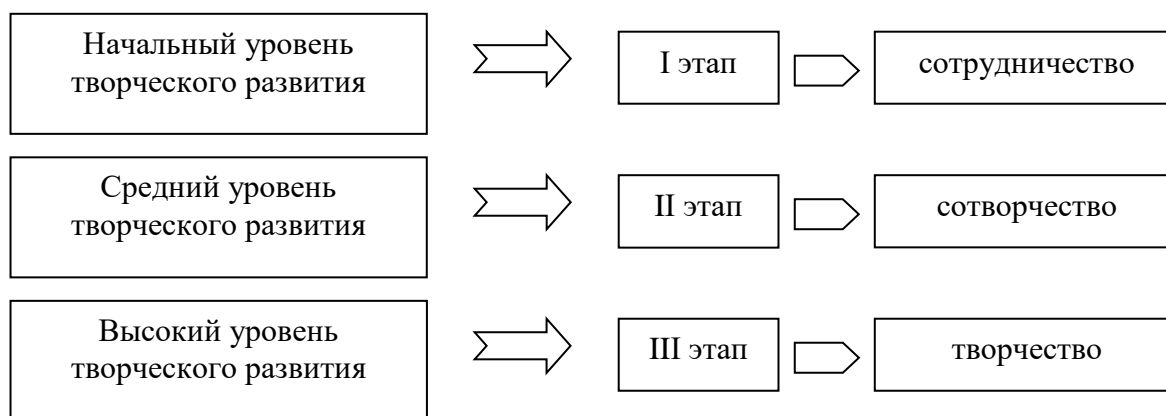 Начальный уровень
творческого развития
I этап
сотрудничество
Средний уровень
творческого развития
II этап
сотворчество
Высокий уровень
творческого развития
III этап
творчество